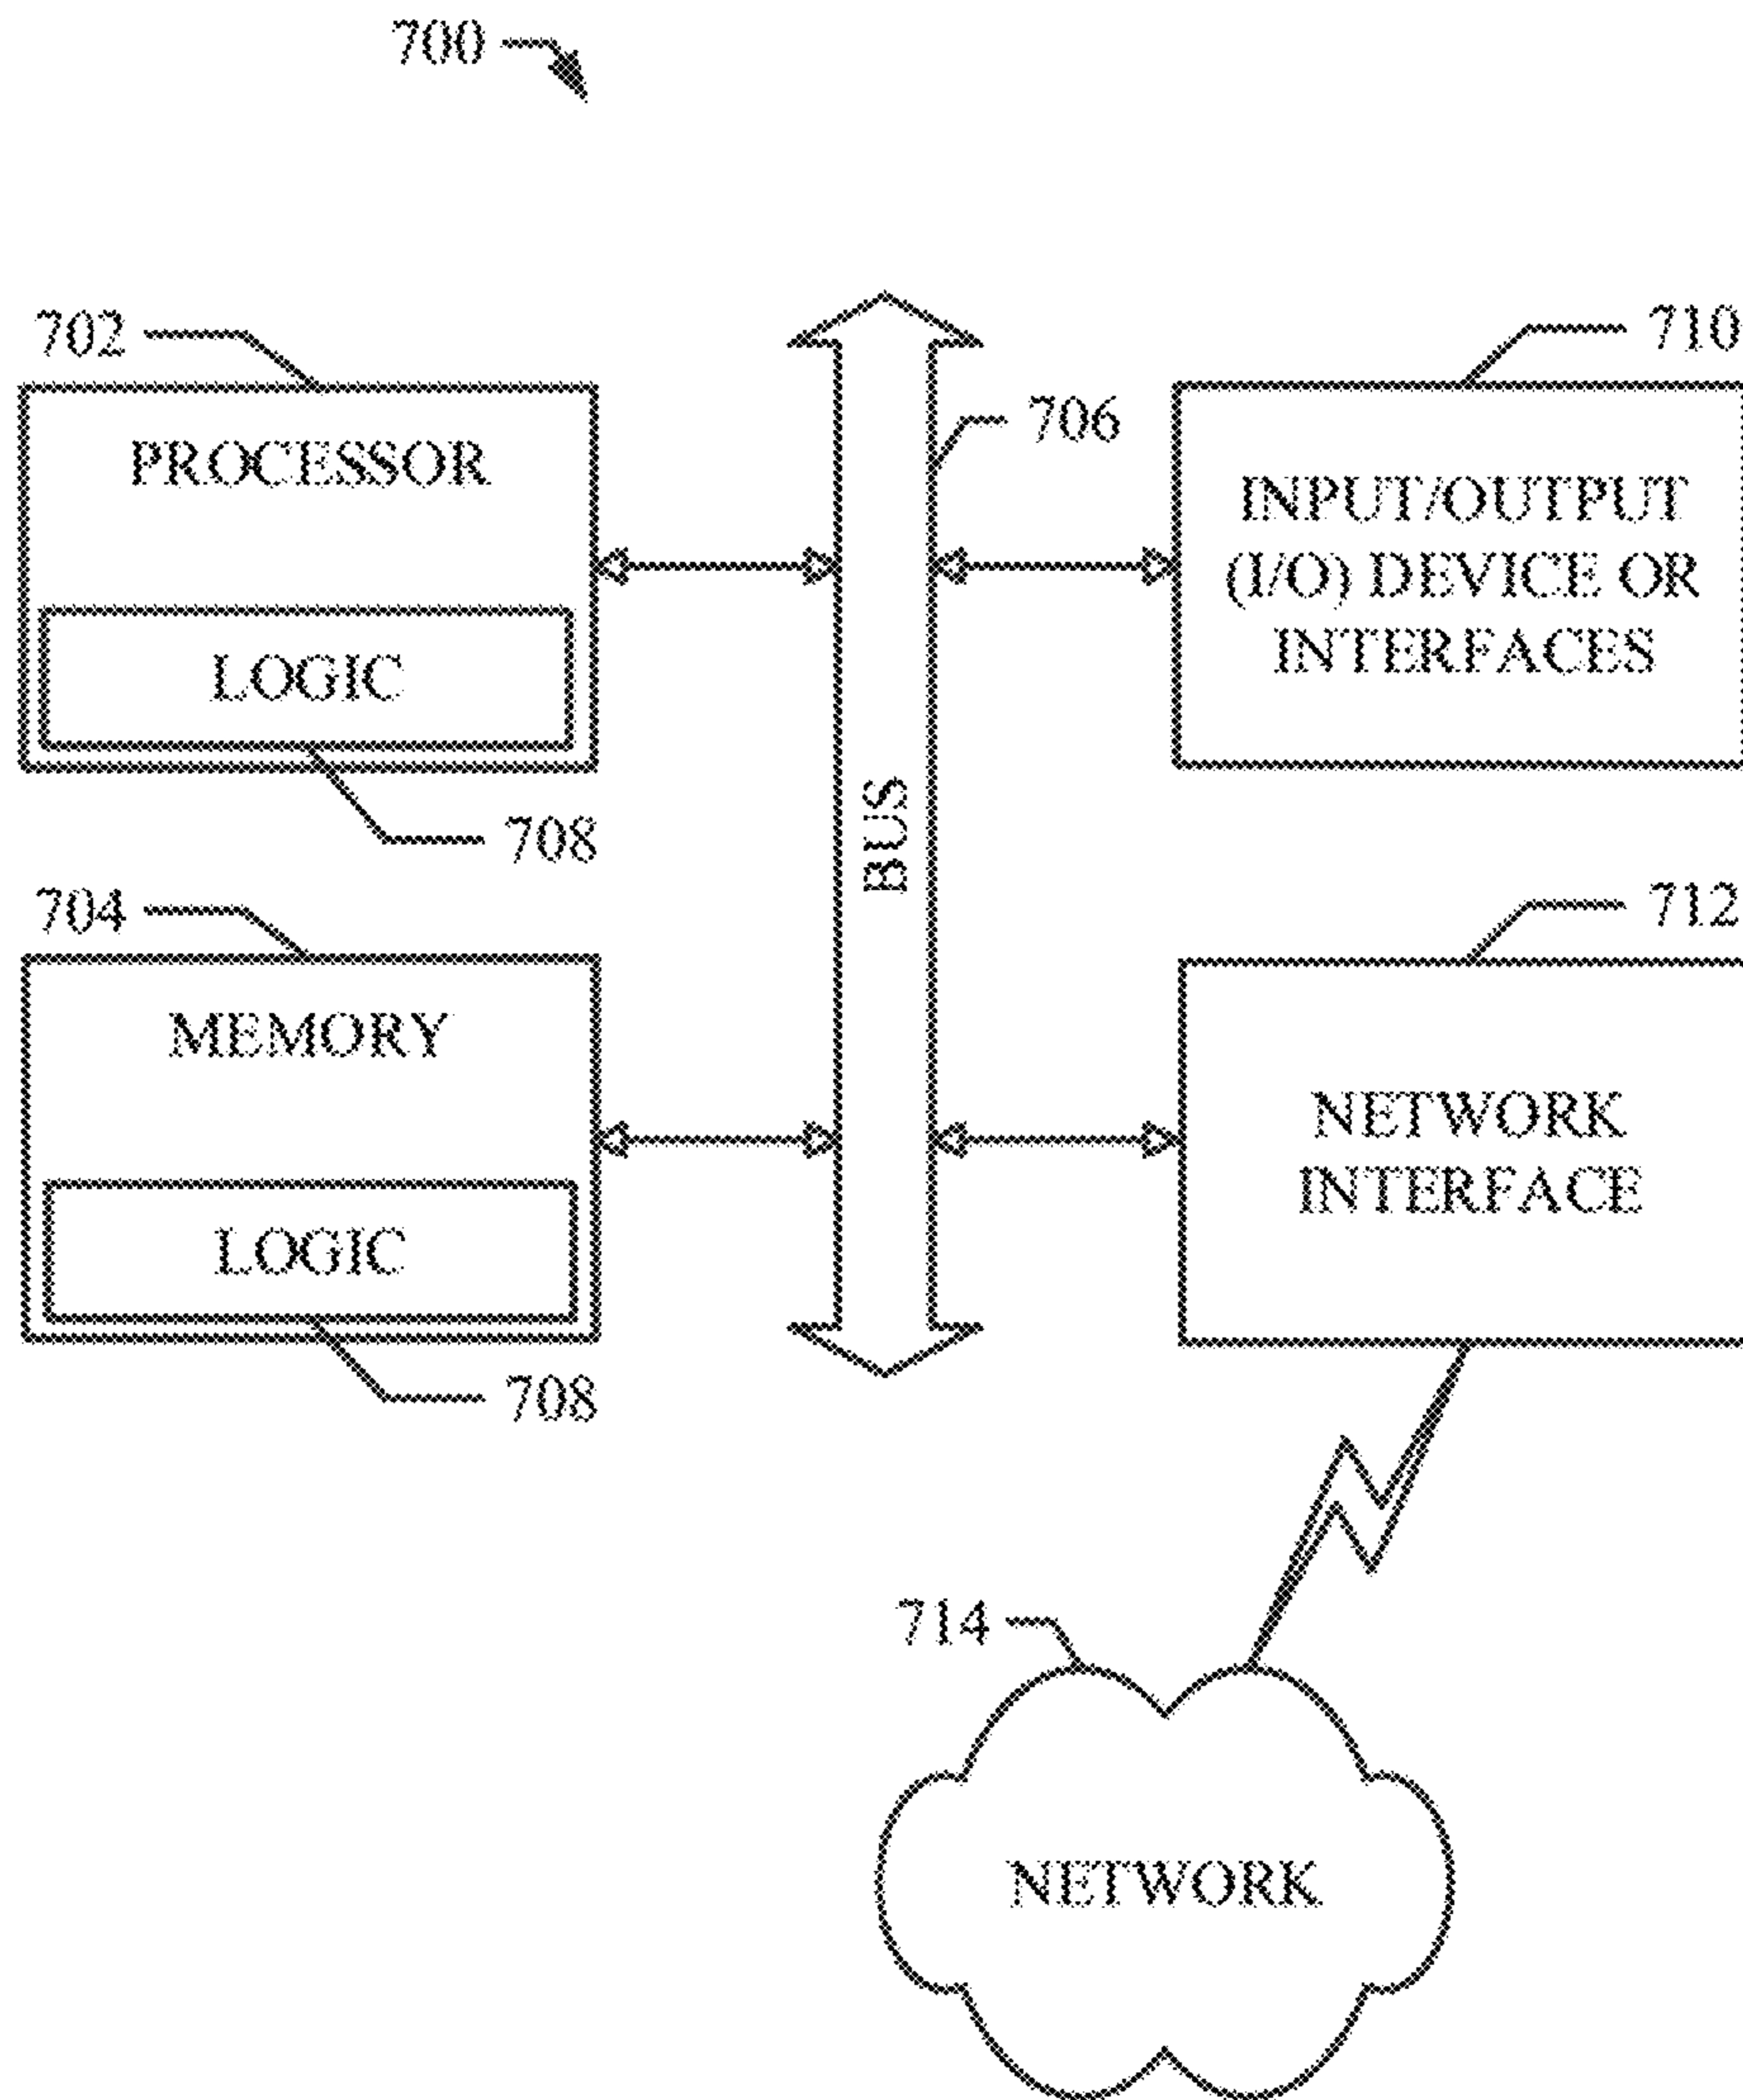 700
702
710
706
PROCESSOR
INPUT/OUTPUT
(I/O) DEVICE OR
INTERFACES
LOGIC
708
BUS
704
712
MEMORY
NETWORK
INTERFACE
LOGIC
708
714
NETWORK